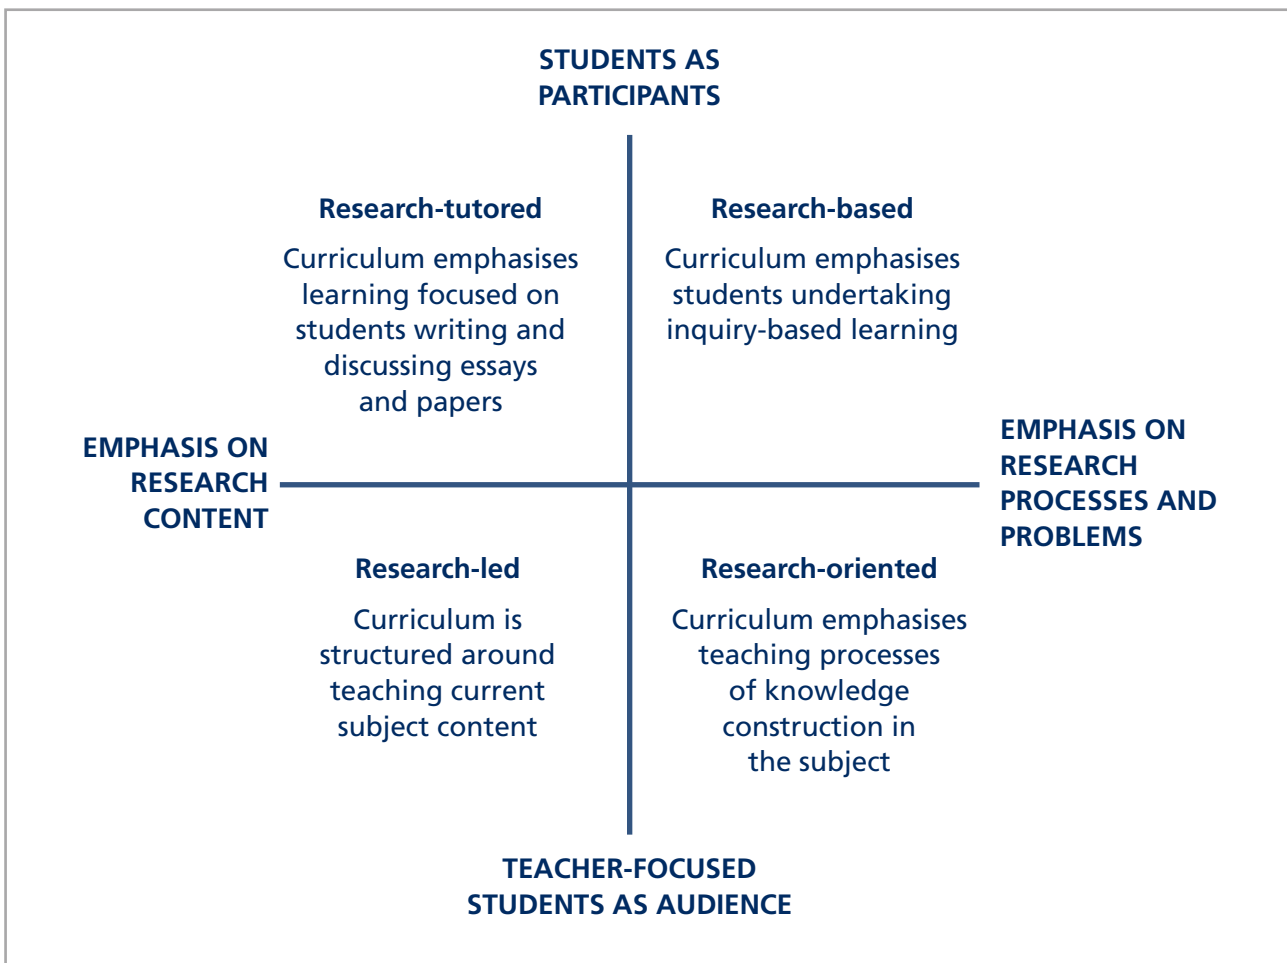 STUDENTS AS
PARTICIPANTS
Research-tutored
Curriculum emphasises
learning focused on
students writing and
discussing essays
and papers
Research-based
Curriculum emphasises
students undertaking
inquiry-based learning
EMPHASIS ON
RESEARCH
CONTENT
EMPHASIS ON
RESEARCH
PROCESSES AND
PROBLEMS
Research-led
Curriculum is
structured around
teaching current
subject content
Research-oriented
Curriculum emphasises
teaching processes
of knowledge
construction in
the subject
TEACHER-FOCUSED
STUDENTS AS AUDIENCE